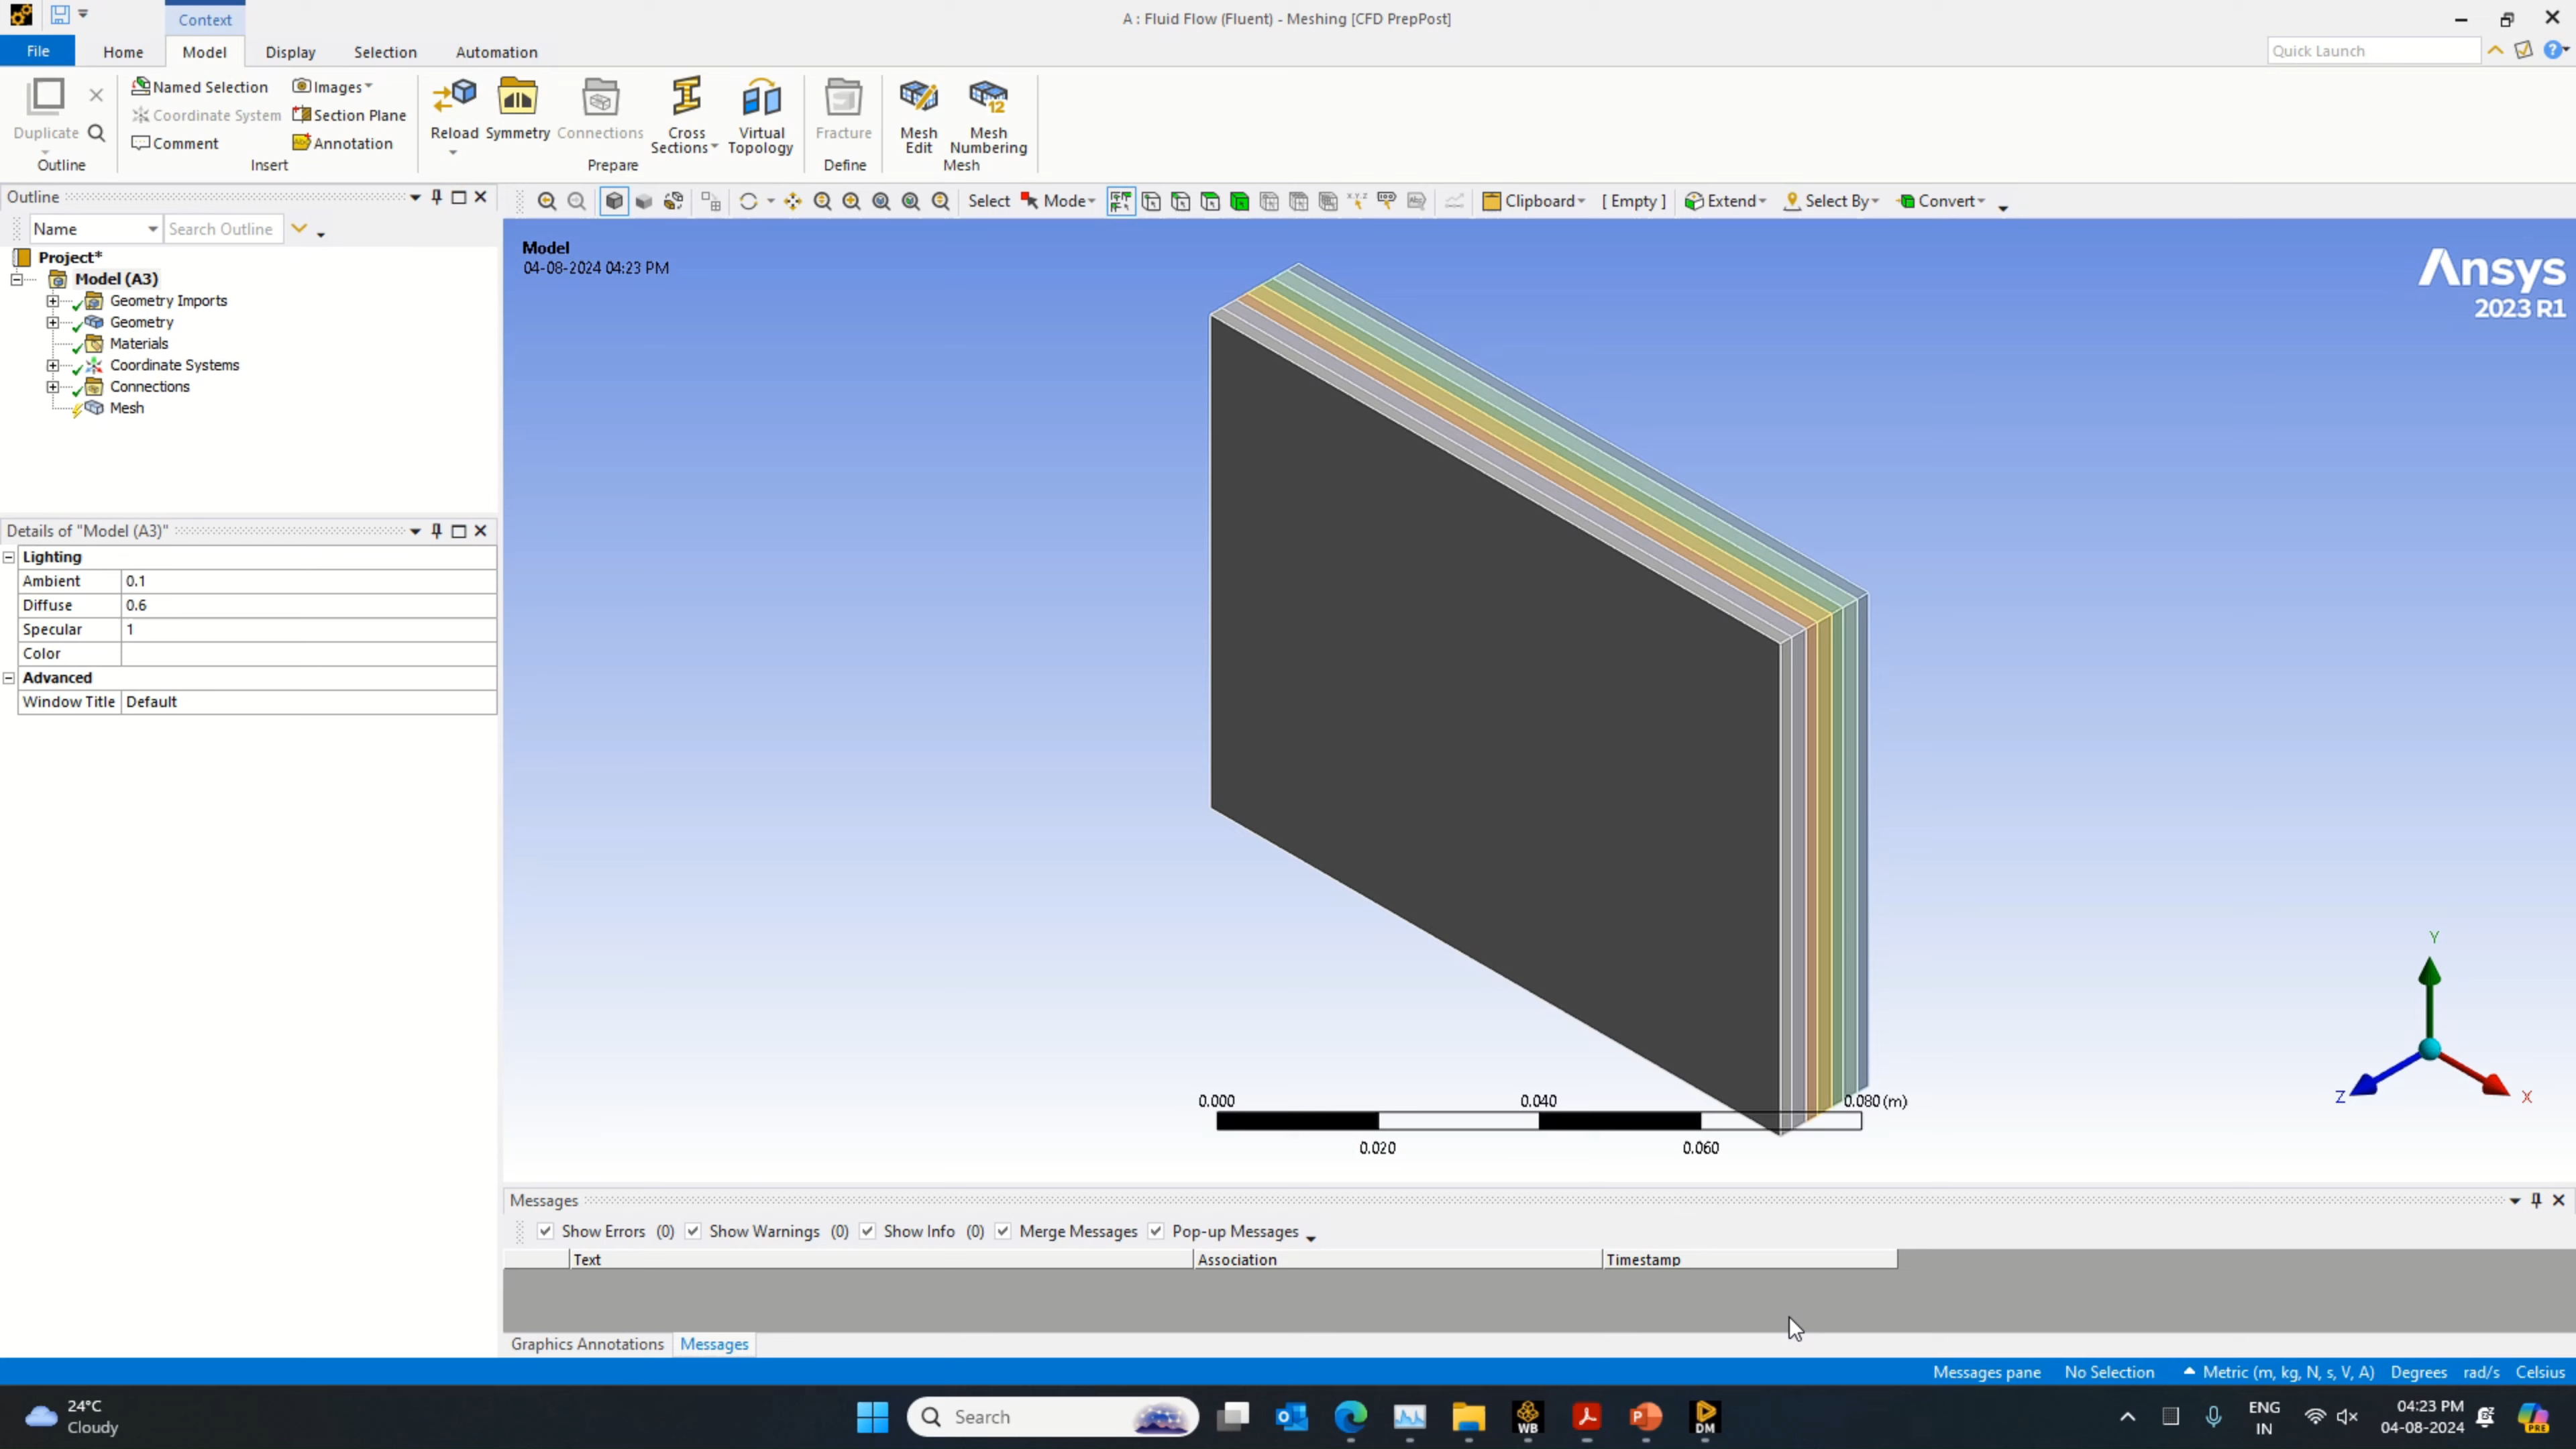 Context
A : Fluid Flow (Fluent) - Meshing [CFD PrepPost]
File
Home
Model
Display
Selection
Automation
Quick Launch
Duplicate
Outline
Named Selection
Coordinate System
Comment
Images
Section Plane
Annotation
Insert
Reload
Symmetry
Connections
Cross
Sections
Virtual
Topology
Prepare
Fracture
Define
Mesh
Edit
Mesh
Numbering
12
Mesh
Outline
Name
Search Outline
Project*
Model (A3)
Geometry Imports
Geometry
Materials
Coordinate Systems
Connections
Mesh
Details of "Model (A3)"
Lighting
Ambient 0.1
Diffuse 0.6
Specular 1
Color
Advanced
Window Title Default
Select
Mode
Clipboard
[ Empty ]
Extend
Select By
Convert
Model
04-08-2024 04:23 PM
Ansys
2023 R1
0.000
0.040
0.080 (m)
0.020
0.060
Y
Z
X
Messages
Show Errors (0)
Show Warnings (0)
Show Info (0)
Merge Messages
Pop-up Messages
Text
Association
Timestamp
Graphics Annotations
Messages
Messages pane
No Selection
Metric (m, kg, N, s, V, A)
Degrees
rad/s
Celsius
24°C
Cloudy
Search
WB
DM
ENG
IN
04:23 PM
04-08-2024
PRE